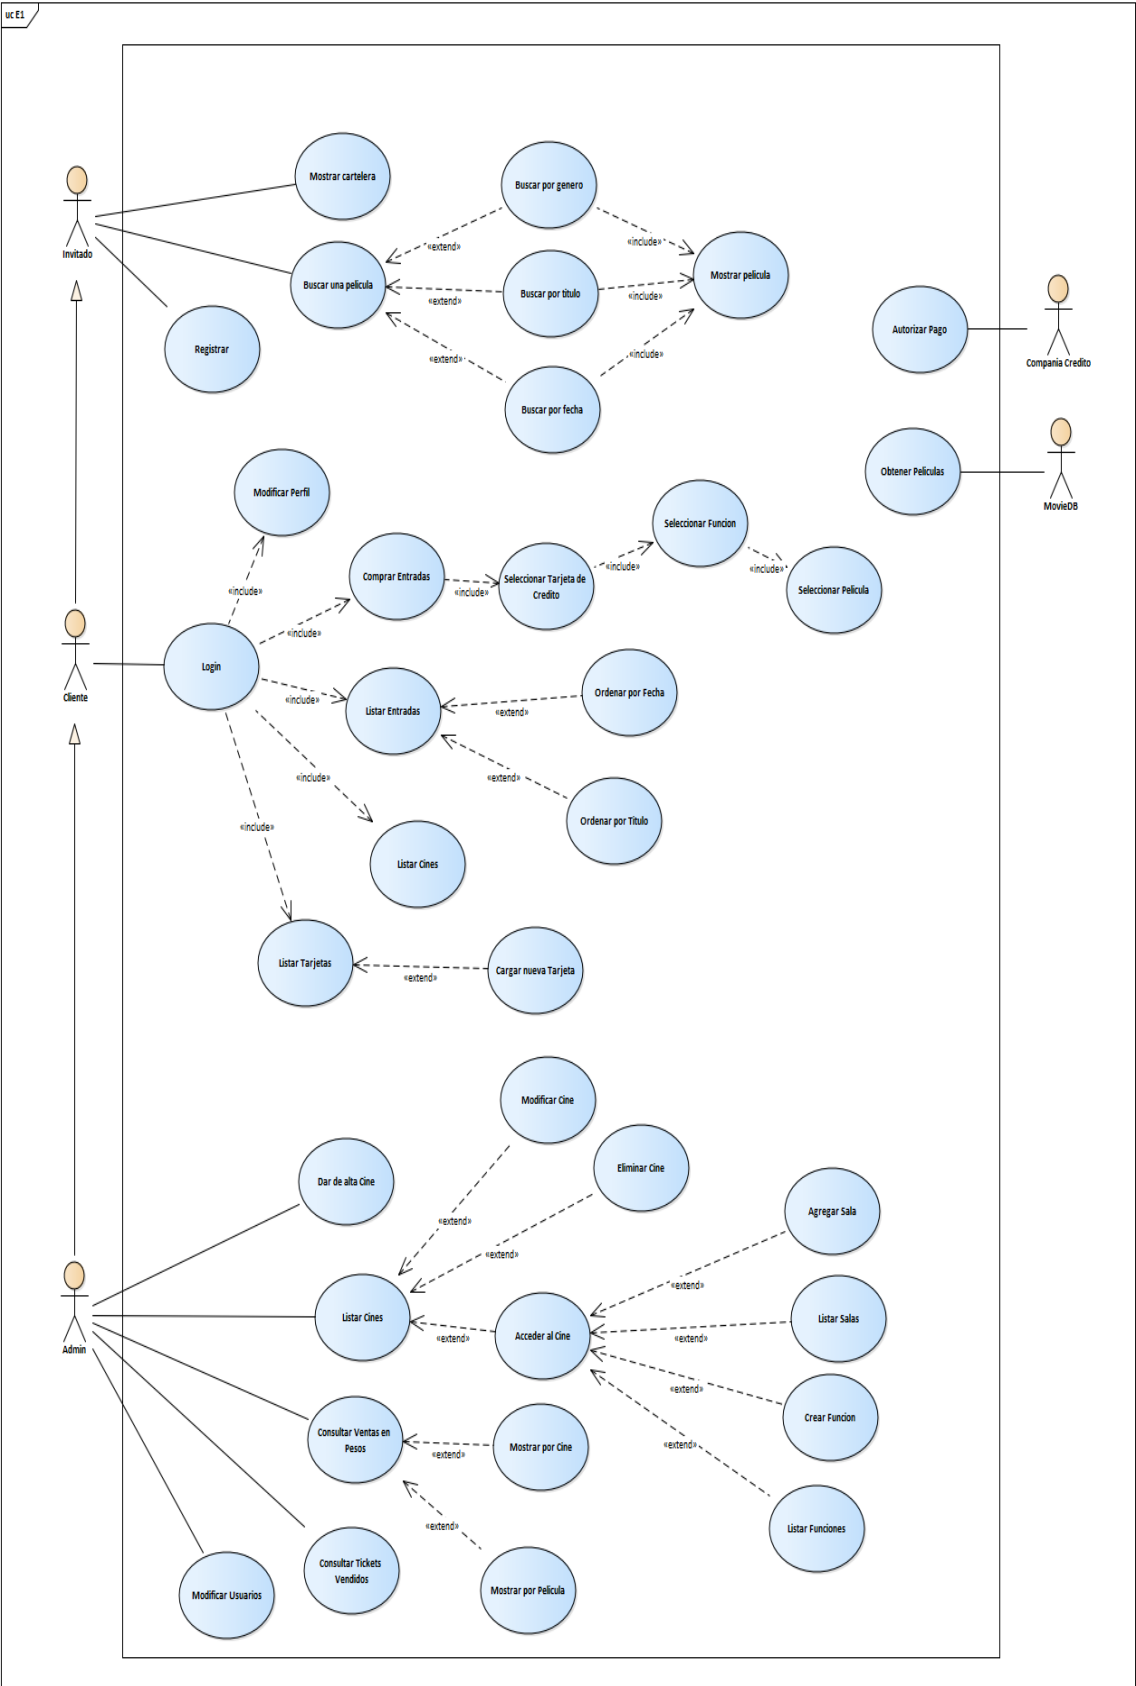 uc E1
Mostrar cartelera
Buscar por genero
Invitado
«extend»
«include»
Buscar una pelicula
Buscar por titulo
Mostrar pelicula
«extend»
«include»
Registrar
Autorizar Pago
Compania Credito
«extend»
«include»
Buscar por fecha
Modificar Perfil
Obtener Peliculas
MovieDB
Seleccionar Funcion
Comprar Entradas
«include»
Seleccionar Tarjeta de
Credito
«include»
«include»
Seleccionar Pelicula
«include»
«include»
Cliente
Login
«include»
Listar Entradas
Ordenar por Fecha
«extend»
«include»
«extend»
Ordenar por Titulo
«include»
Listar Cines
Listar Tarjetas
Cargar nueva Tarjeta
«extend»
Modificar Cine
Dar de alta Cine
Eliminar Cine
Agregar Sala
«extend»
«extend»
«extend»
Admin
Listar Cines
«extend»
Acceder al Cine
Listar Salas
«extend»
«extend»
Crear Funcion
Consultar Ventas en
Pesos
«extend»
Mostrar por Cine
«extend»
«extend»
Listar Funciones
Consultar Tickets
Vendidos
Modificar Usuarios
Mostrar por Pelicula